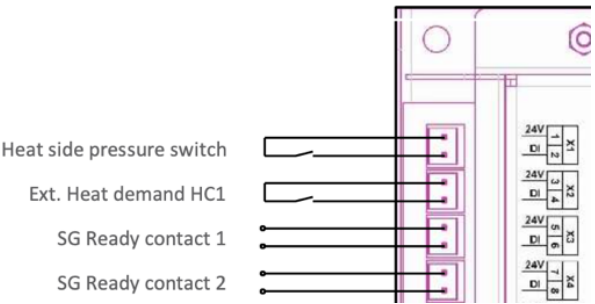 Heat side pressure switch
24V 1 X1
DI 2
Ext. Heat demand HC1
24V 3 X2
DI 4
SG Ready contact 1
24V 5 X3
DI 6
SG Ready contact 2
24V 7 X4
DI 8